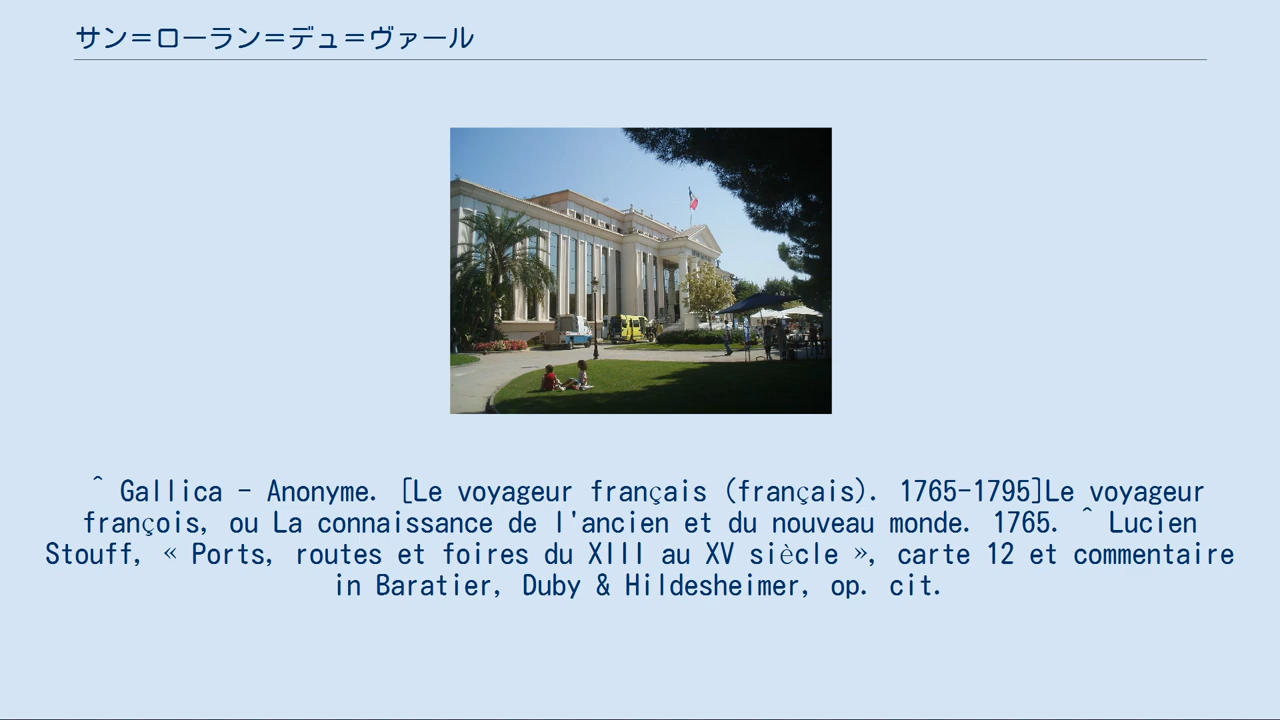 サン＝ローラン＝デュ＝ヴァール
^ Gallica - Anonyme. [Le voyageur français (français). 1765-1795]Le voyageur
françois, ou La connaissance de l'ancien et du nouveau monde. 1765. ^ Lucien
Stouff, « Ports, routes et foires du XIII au XV siècle », carte 12 et commentaire
in Baratier, Duby & Hildesheimer, op. cit.